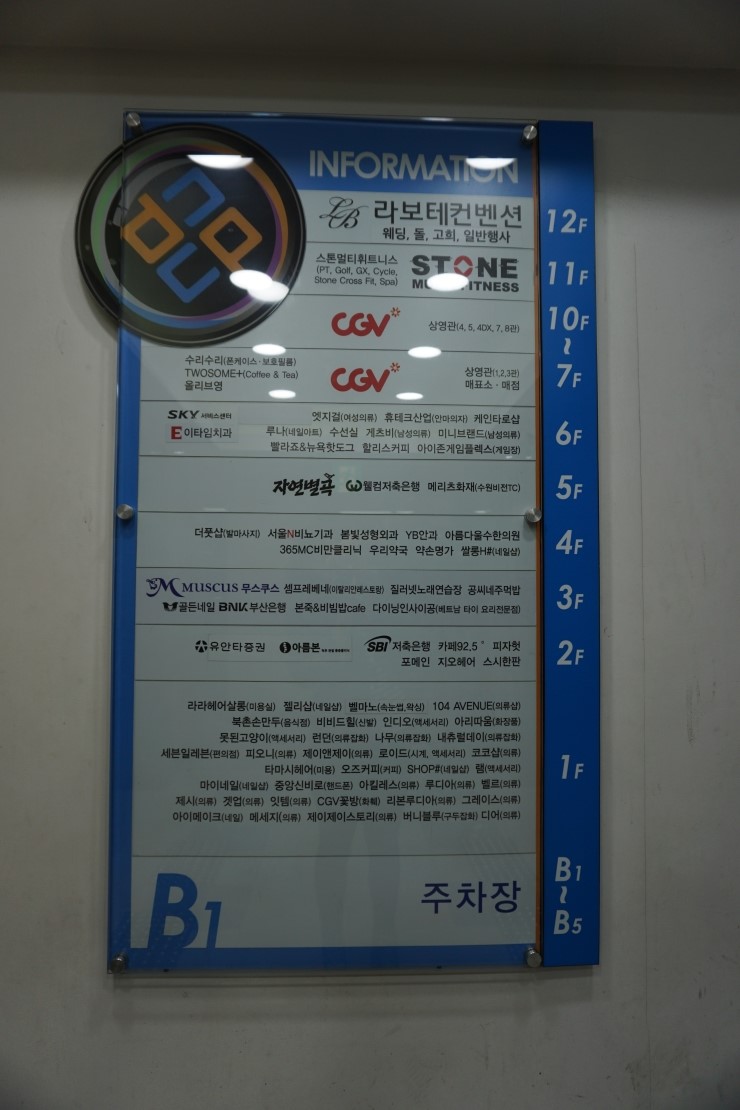 INFORMATION
LB 라보테컨벤션
웨딩, 돌, 고희, 일반행사
12F
스톤멀티휘트니스
(PT, Golf, GX, Cycle,
Stone Cross Fit, Spa)
STONE
FITNESS
11F
CGV 상영관(4, 5, 4DX, 7, 8관)
10F
~
7F
수리수리(폰케이스·보호필름)
TWOSOME+(Coffee & Tea)
올리브영
CGV 상영관(1,2,3관)
매표소·매점
SKY 서비스센터 엣지걸(여성의류) 휴테크산업(안마의자) 케인타로샵
E이타임치과 루나(네일아트) 수선실 게츠비(남성의류) 미니브랜드(남성의류)
빨라쬬&뉴욕핫도그 할리스커피 아이존게임플렉스(게임장)
6F
자연별곡 웰컴저축은행 메리츠화재(수원비전TC)
5F
더풋샵(발마사지) 서울N비뇨기과 봄빛성형외과 YB안과 아름다울수한의원
365MC비만클리닉 우리약국 약손명가 쌀롱H#(네일샵)
4F
M MUSCUS 무스쿠스 셈프레베네(이탈리안레스토랑) 질러넷노래연습장 공씨네주먹밥
골든네일 BNK부산은행 본죽&비빔밥cafe 다이닝인사이공(베트남 타이 요리전문점)
3F
유안타증권 아름본 SBI저축은행 카페92,5° 피자헛
포메인 지오헤어 스시한판
2F
라라헤어살롱(미용실) 젤리샵(네일샵) 벨마노(속눈썹,왁싱) 104 AVENUE(의류샵)
북촌손만두(음식점) 비비드힐(신발) 인디오(액세서리) 아리따움(화장품)
못된고양이(액세서리) 런던(의류잡화) 나무(의류잡화) 내츄럴데이(의류잡화)
세븐일레븐(편의점) 피오니(의류) 제이앤제이(의류) 로이드(시계, 액세서리) 코코샵(의류)
타마시헤어(미용) 오즈커피(커피) SHOP#(네일샵) 램(액세서리)
마이네일(네일샵) 중앙신비로(핸드폰) 아킬레스(의류) 루디아(의류) 벨르(의류)
제시(의류) 겟업(의류) 잇템(의류) CGV꽃방(화훼) 리본루디아(의류) 그레이스(의류)
아이메이크(네일) 메세지(의류) 제이제이스토리(의류) 버니블루(구두잡화) 디어(의류)
1F
B1
주차장
B1
~
B5